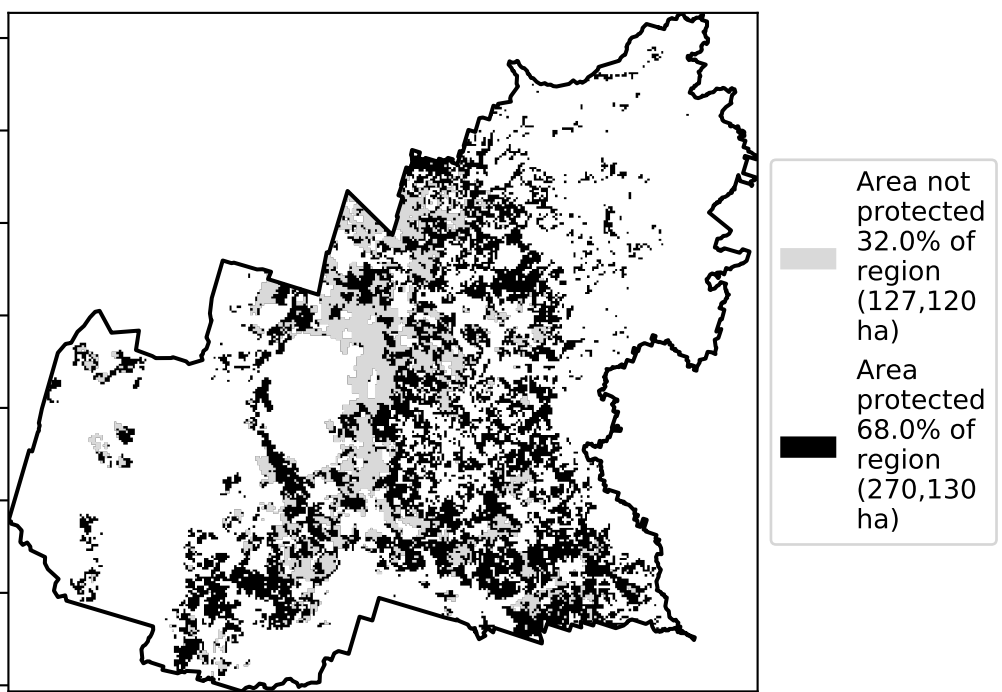 Area not
protected
32.0% of
region
(127,120
ha)
Area
protected
68.0% of
region
(270,130
ha)